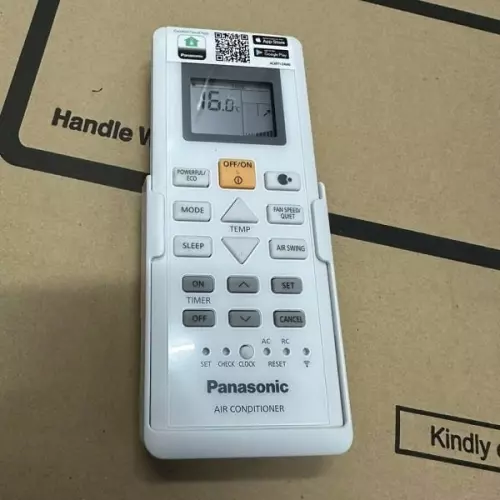 Panasonic
App Store
Google Play
16.0°C
Handle
POWERFUL/
ECO
OFF/ON
MODE
TEMP
FAN SPEED/
QUIET
SLEEP
AIR SWING
ON
SET
TIMER
OFF
CANCEL
AC RC
SET CHECK CLOCK RESET
Panasonic
AIR CONDITIONER
Kindly